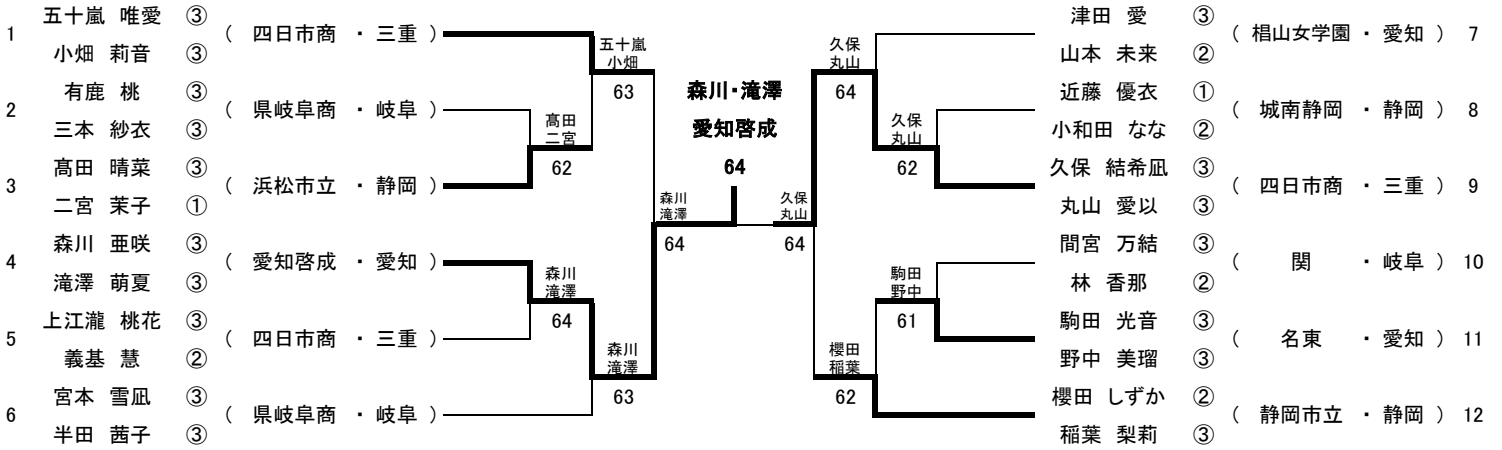 五十嵐 唯愛 ③
1 ( 四日市商 ・ 三重 )
小畑 莉音 ③
有鹿 桃 ③
2 ( 県岐阜商 ・ 岐阜 )
三本 紗衣 ③
髙田 晴菜 ③
3 ( 浜松市立 ・ 静岡 )
二宮 茉子 ①
森川 亜咲 ③
4 ( 愛知啓成 ・ 愛知 )
滝澤 萌夏 ③
上江瀧 桃花 ③
5 ( 四日市商 ・ 三重 )
義基 慧 ②
宮本 雪凪 ③
6 ( 県岐阜商 ・ 岐阜 )
半田 茜子 ③
五十嵐
小畑
63
髙田
二宮
62
森川
滝澤
64
森川
滝澤
63
森川
滝澤
64
森川・滝澤
愛知啓成
64
久保
丸山
64
久保
丸山
64
久保
丸山
62
駒田
野中
61
櫻田
稲葉
62
津田 愛 ③
( 椙山女学園 ・ 愛知 ) 7
山本 未来 ②
近藤 優衣 ①
( 城南静岡 ・ 静岡 ) 8
小和田 なな ②
久保 結希凪 ③
( 四日市商 ・ 三重 ) 9
丸山 愛以 ③
間宮 万結 ③
( 関 ・ 岐阜 ) 10
林 香那 ②
駒田 光音 ③
( 名東 ・ 愛知 ) 11
野中 美瑠 ③
櫻田 しずか ②
( 静岡市立 ・ 静岡 ) 12
稲葉 梨莉 ③